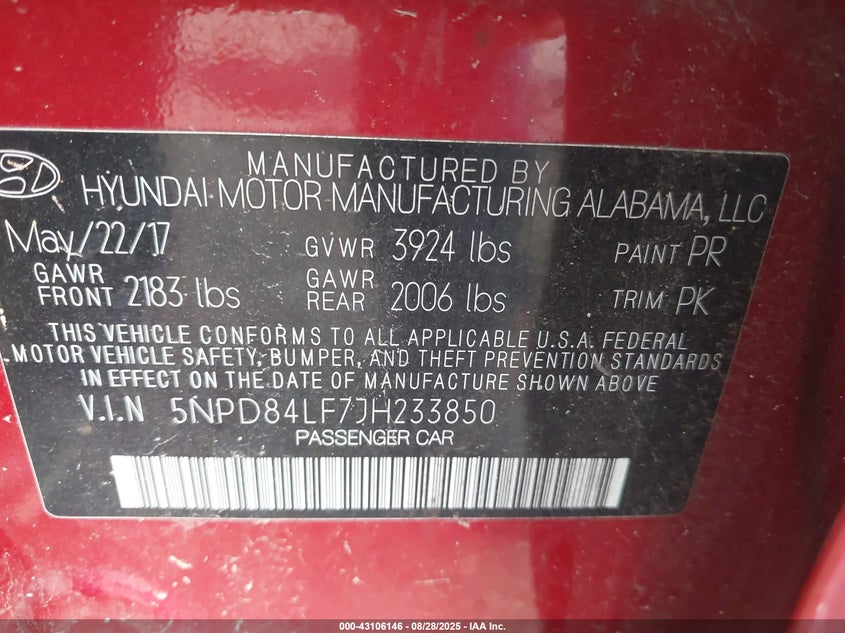 MANUFACTURED BY
HYUNDAI MOTOR MANUFACTURING ALABAMA, LLC
May/22/17 GVWR 3924 lbs PAINT PR
GAWR FRONT 2183 lbs GAWR REAR 2006 lbs TRIM PK
THIS VEHICLE CONFORMS TO ALL APPLICABLE U.S.A. FEDERAL
MOTOR VEHICLE SAFETY, BUMPER, AND THEFT PREVENTION STANDARDS
IN EFFECT ON THE DATE OF MANUFACTURE SHOWN ABOVE
V.I.N 5NPD84LF7JH233850
PASSENGER CAR
000-43106146 - 08/28/2025 - IAA Inc.